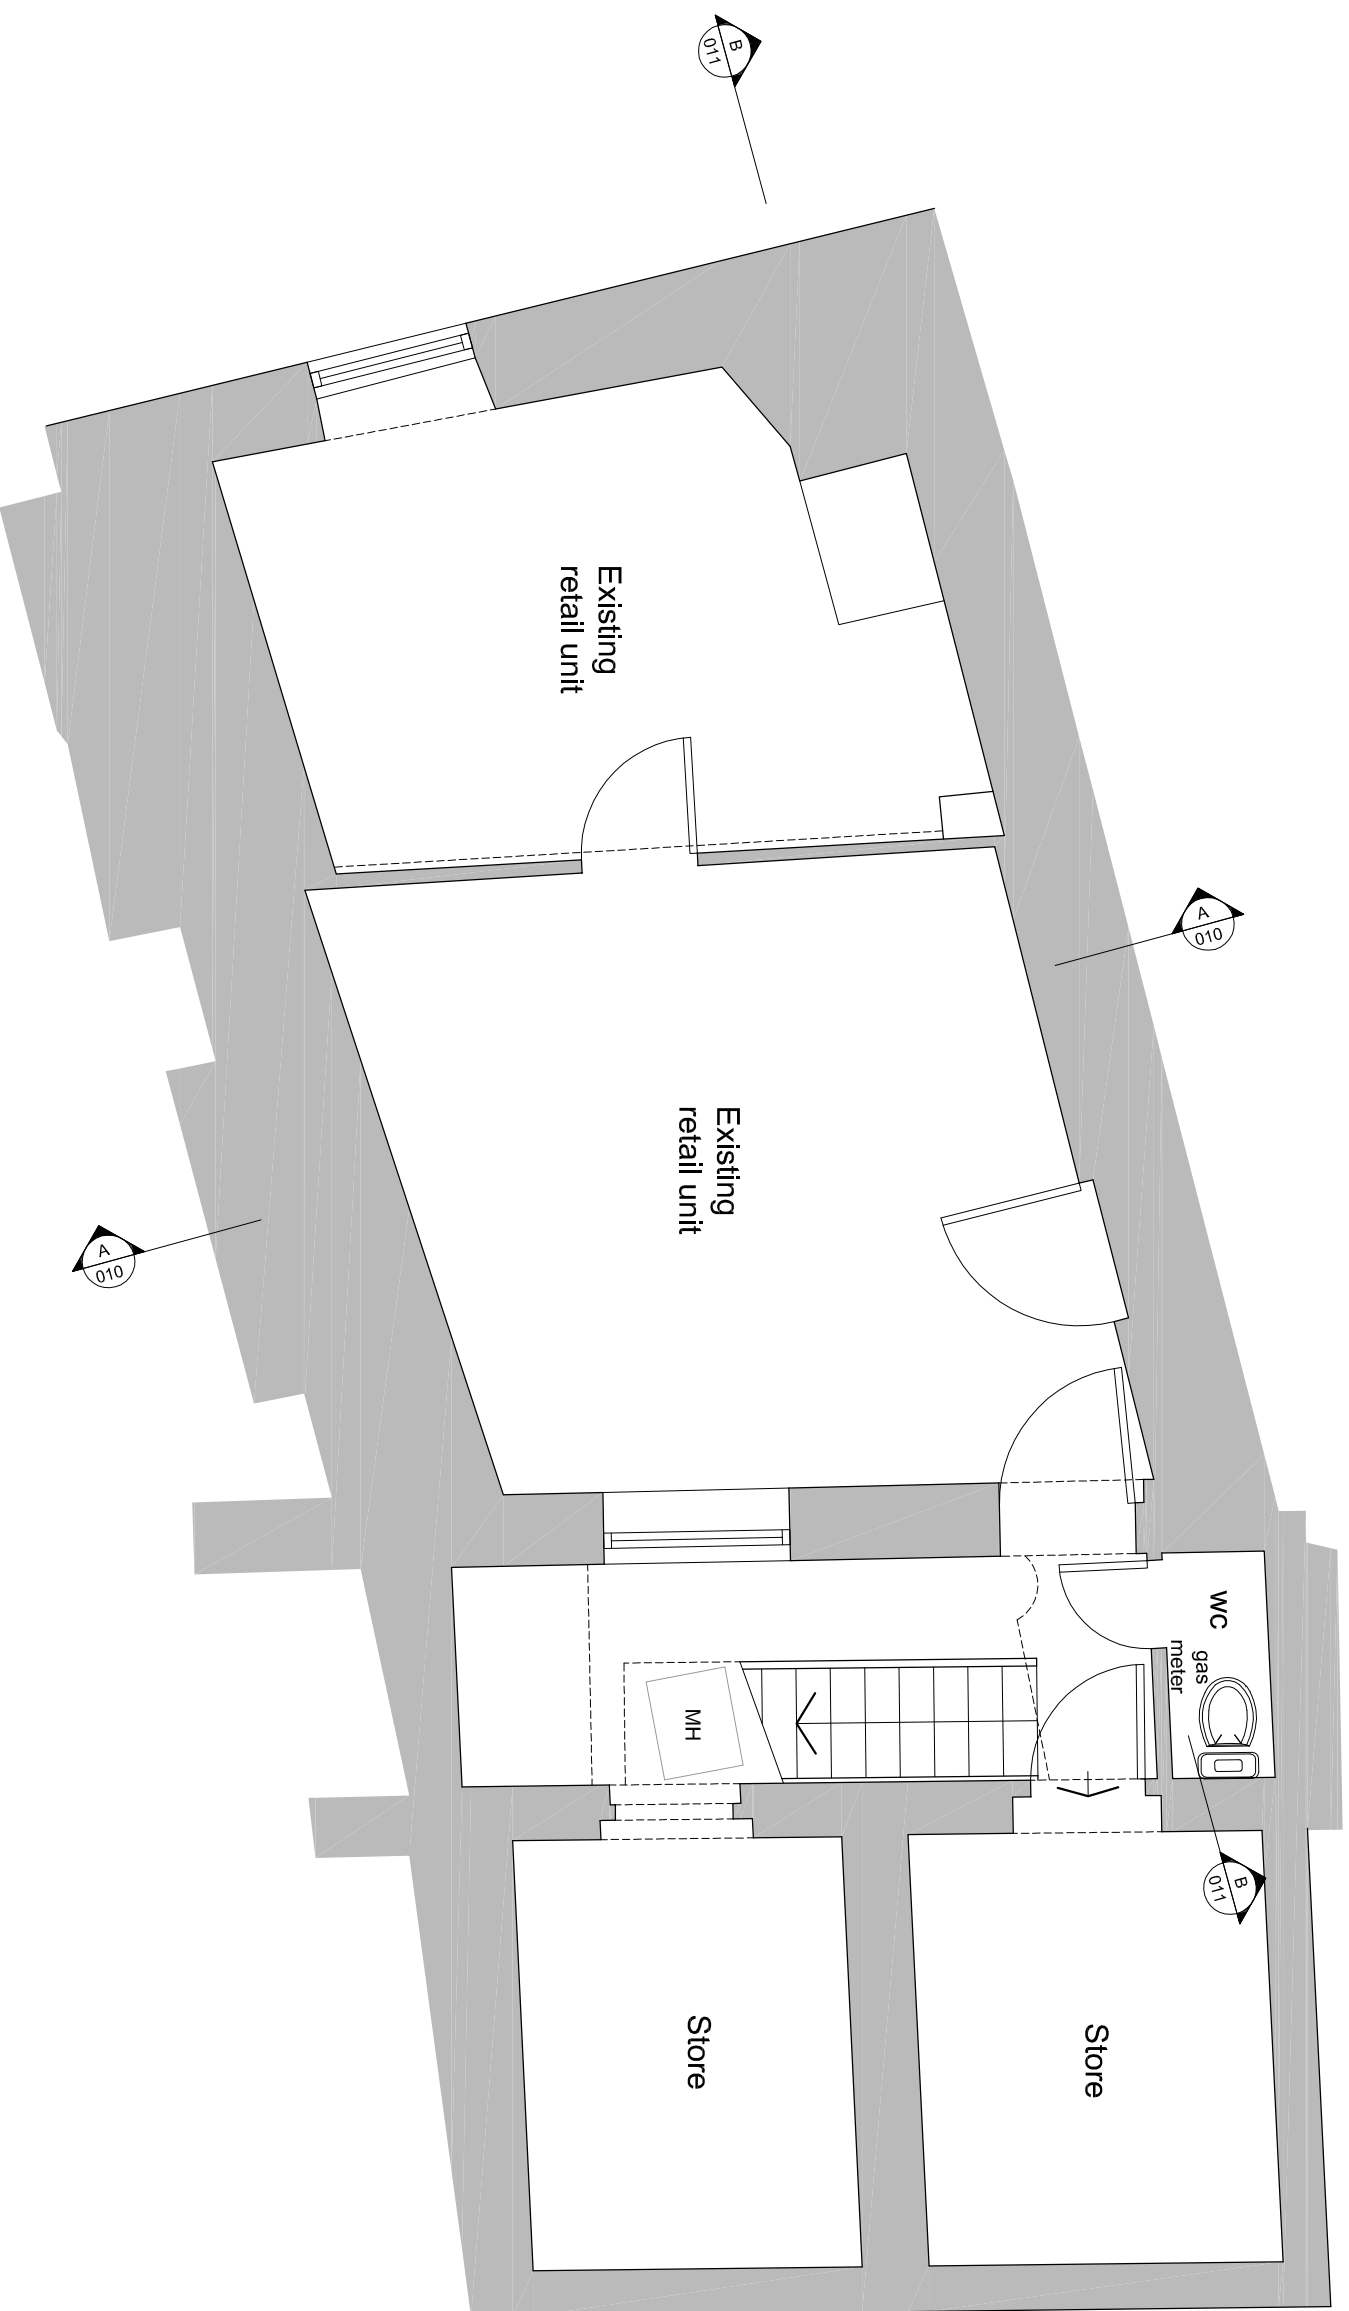 B
011
Existing
retail unit
A
010
Existing
retail unit
A
010
WC
gas
meter
MH
B
011
Store
Store